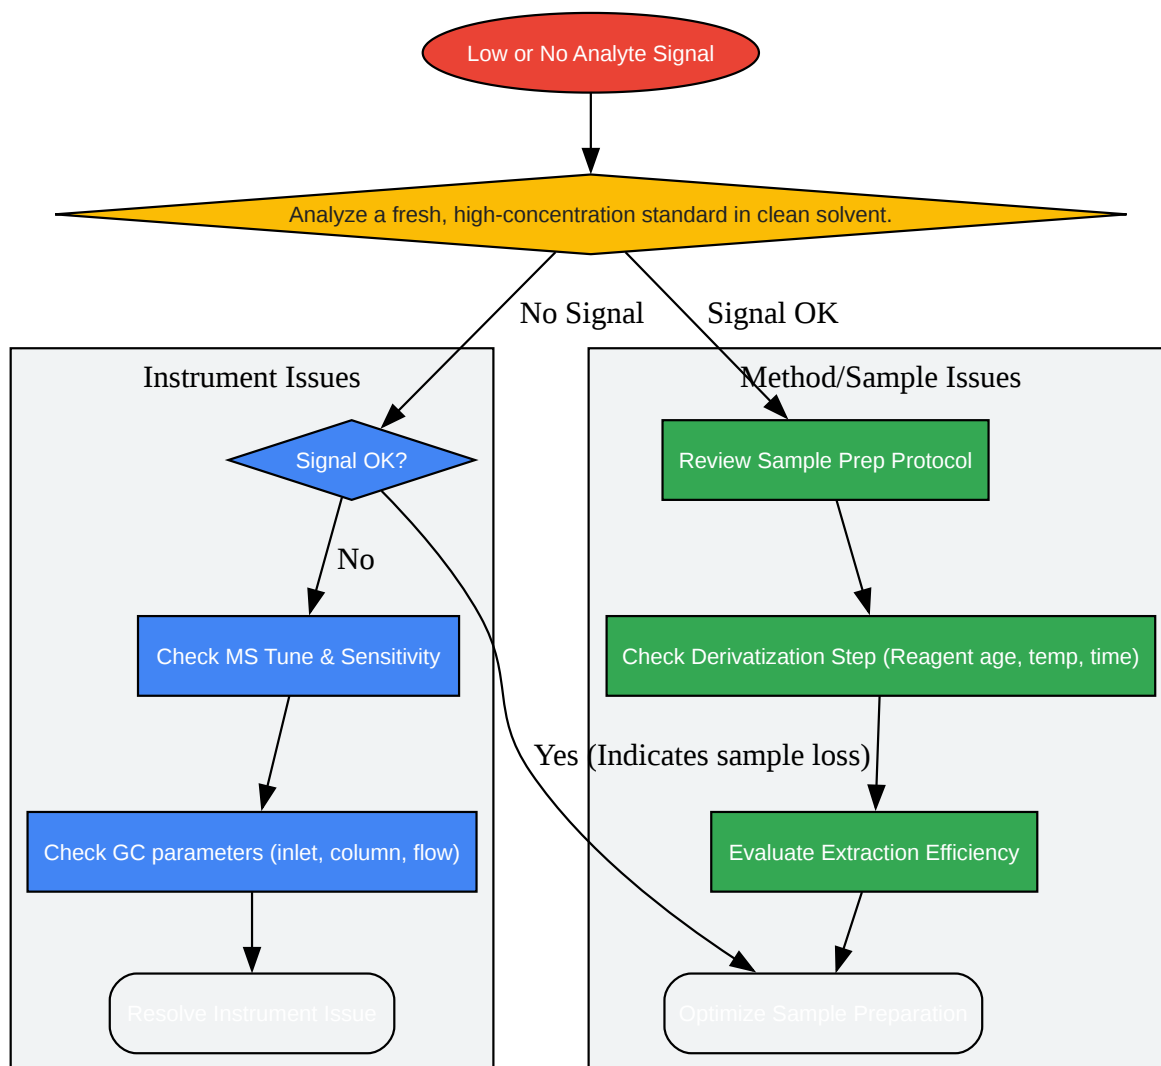 Low or No Analyte Signal
Analyze a fresh, high-concentration standard in clean solvent.
No Signal
Signal OK
Instrument Issues
Method/Sample Issues
Signal OK?
Review Sample Prep Protocol
No
Check MS Tune & Sensitivity
Check Derivatization Step (Reagent age, temp, time)
Yes (Indicates sample loss)
Check GC parameters (inlet, column, flow)
Evaluate Extraction Efficiency
Resolve Instrument Issue
Optimize Sample Preparation